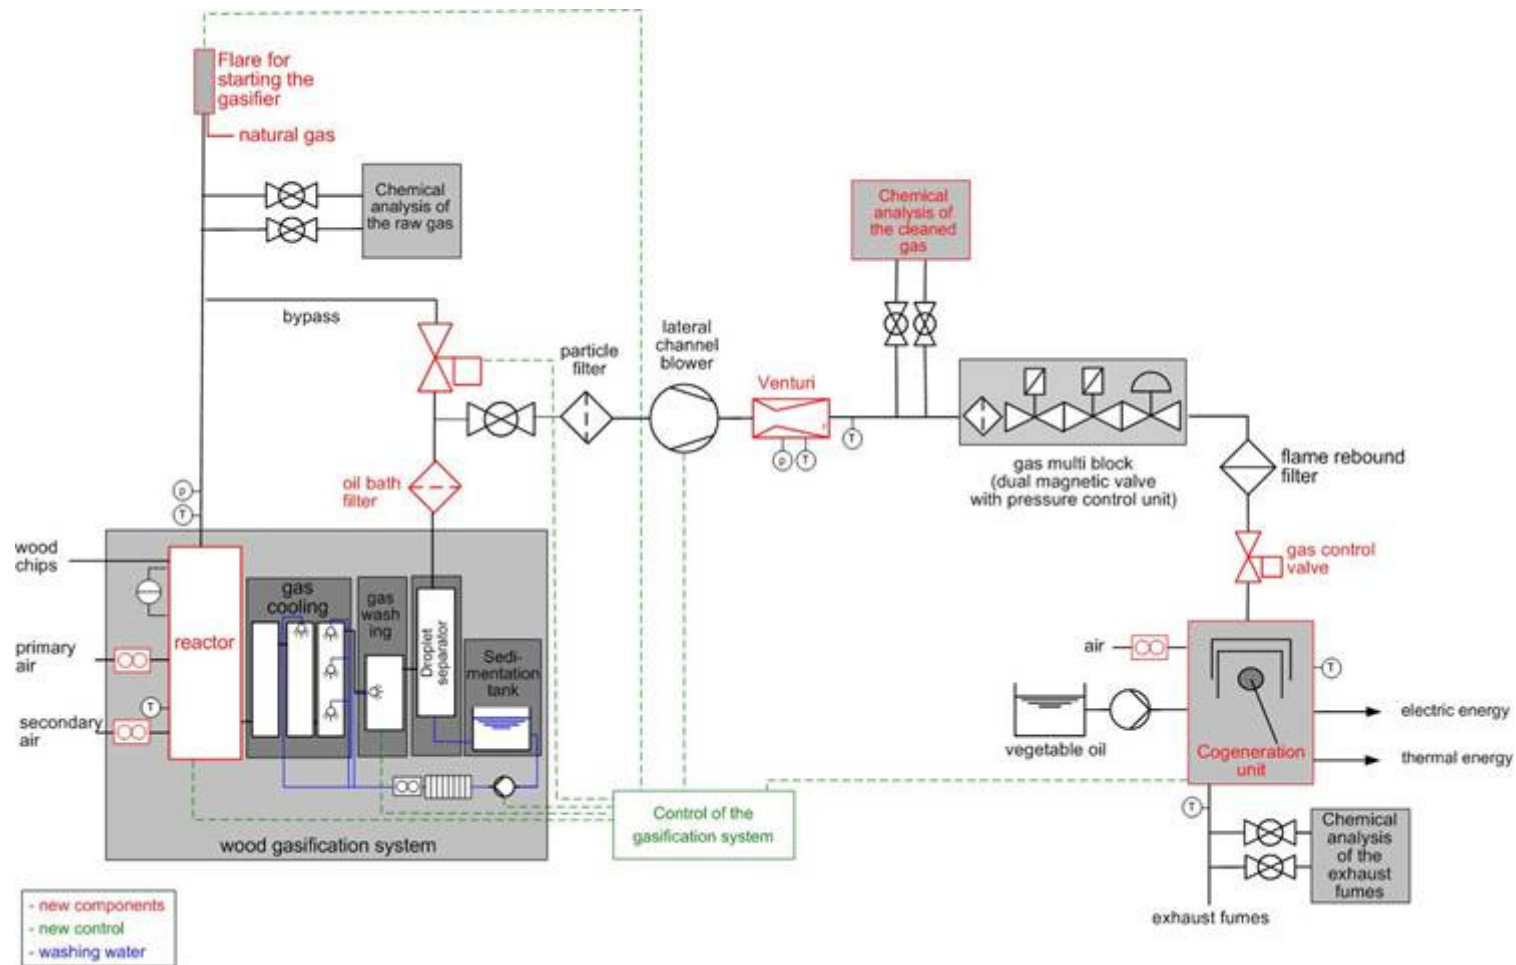 Flare for
starting the
gasifier
natural gas
Chemical
analysis of
the raw gas
Chemical
analysis of
the cleaned
gas
bypass
particle
filter
lateral
channel
blower
Venturi
p
T
T
gas multi block
(dual magnetic valve
with pressure control unit)
flame rebound
filter
oil bath
filter
p
T
wood
chips
primary
air
secondary
air
T
reactor
gas
cooling
gas
wash
ing
Droplet
separator
Sedi-
mentation
tank
wood gasification system
Control of the
gasification system
gas control
valve
air
T
vegetable oil
Cogeneration
unit
electric energy
thermal energy
T
Chemical
analysis
of the
exhaust
fumes
exhaust fumes
- new components
- new control
- washing water